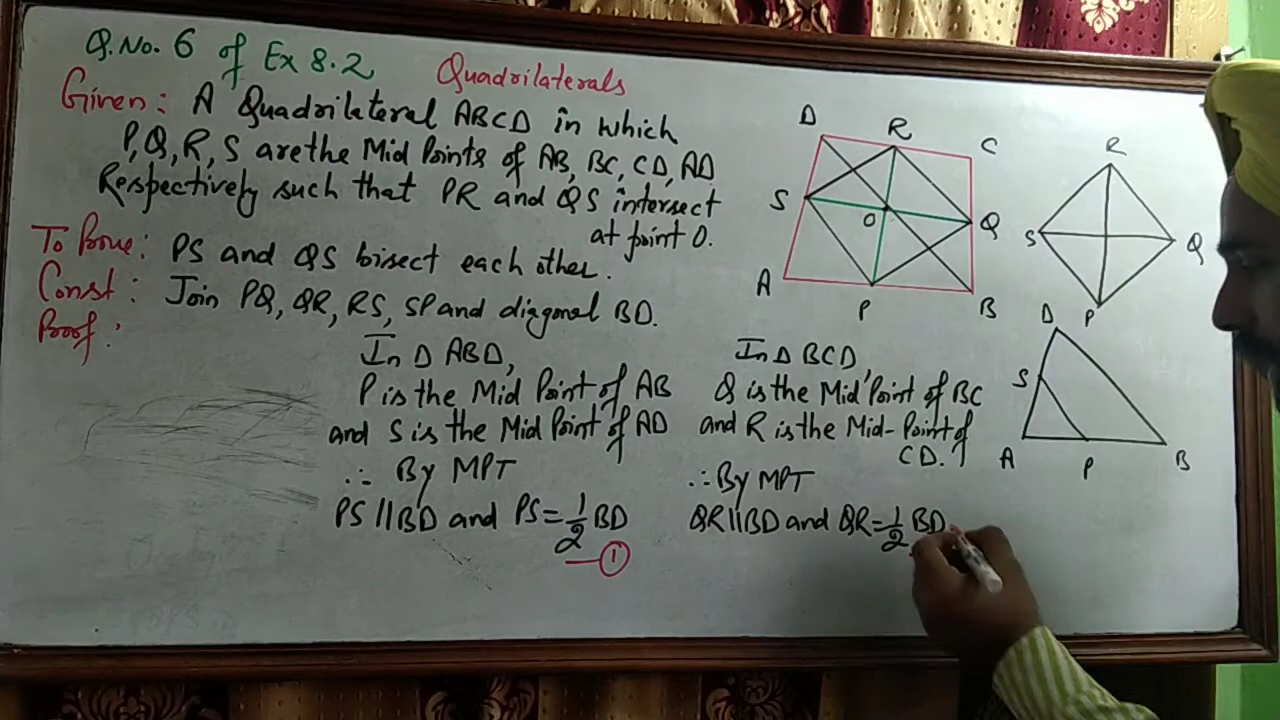 Q.No. 6 of Ex 8.2
Quadrilaterals
Given: A Quadrilateral ABCD in which
P,Q,R,S are the Mid Points of AB, BC, CD, AD
Respectively such that PR and QS intersect
at point O.
To Prove: PS and QS bisect each other.
Const: Join PQ, QR, RS, SP and diagonal BD.
Proof:
In Δ ABD,
P is the Mid Point of AB
and S is the Mid Point of AD
∴ By MPT
PS || BD and PS = 1/2 BD
— ①
In Δ BCD,
Q is the Mid Point of BC
and R is the Mid-Point of
CD.
∴ By MPT
QR || BD and QR = 1/2 BD
D R C
S O Q
A P B
R
S Q
P
D
S
A P B